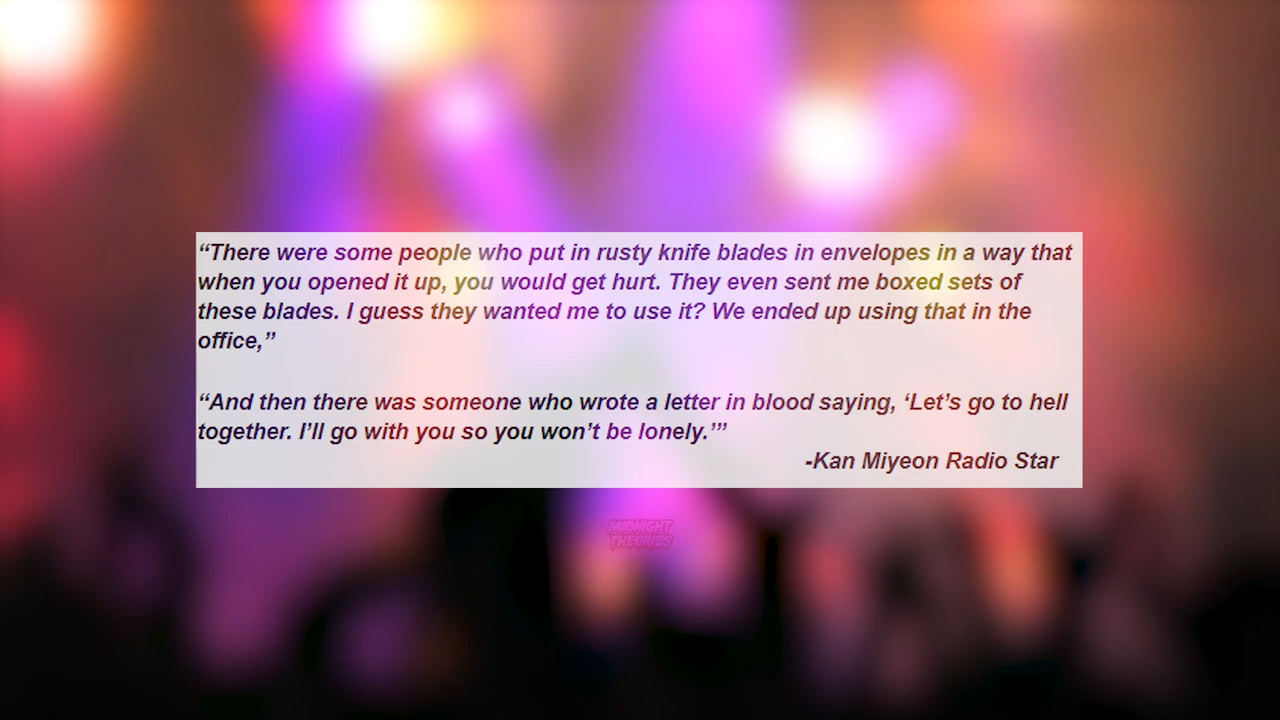 “There were some people who put in rusty knife blades in envelopes in a way that
when you opened it up, you would get hurt. They even sent me boxed sets of
these blades. I guess they wanted me to use it? We ended up using that in the
office,”
“And then there was someone who wrote a letter in blood saying, ‘Let’s go to hell
together. I’ll go with you so you won’t be lonely.’”
-Kan Miyeon Radio Star
MIDNIGHT
THEORIES